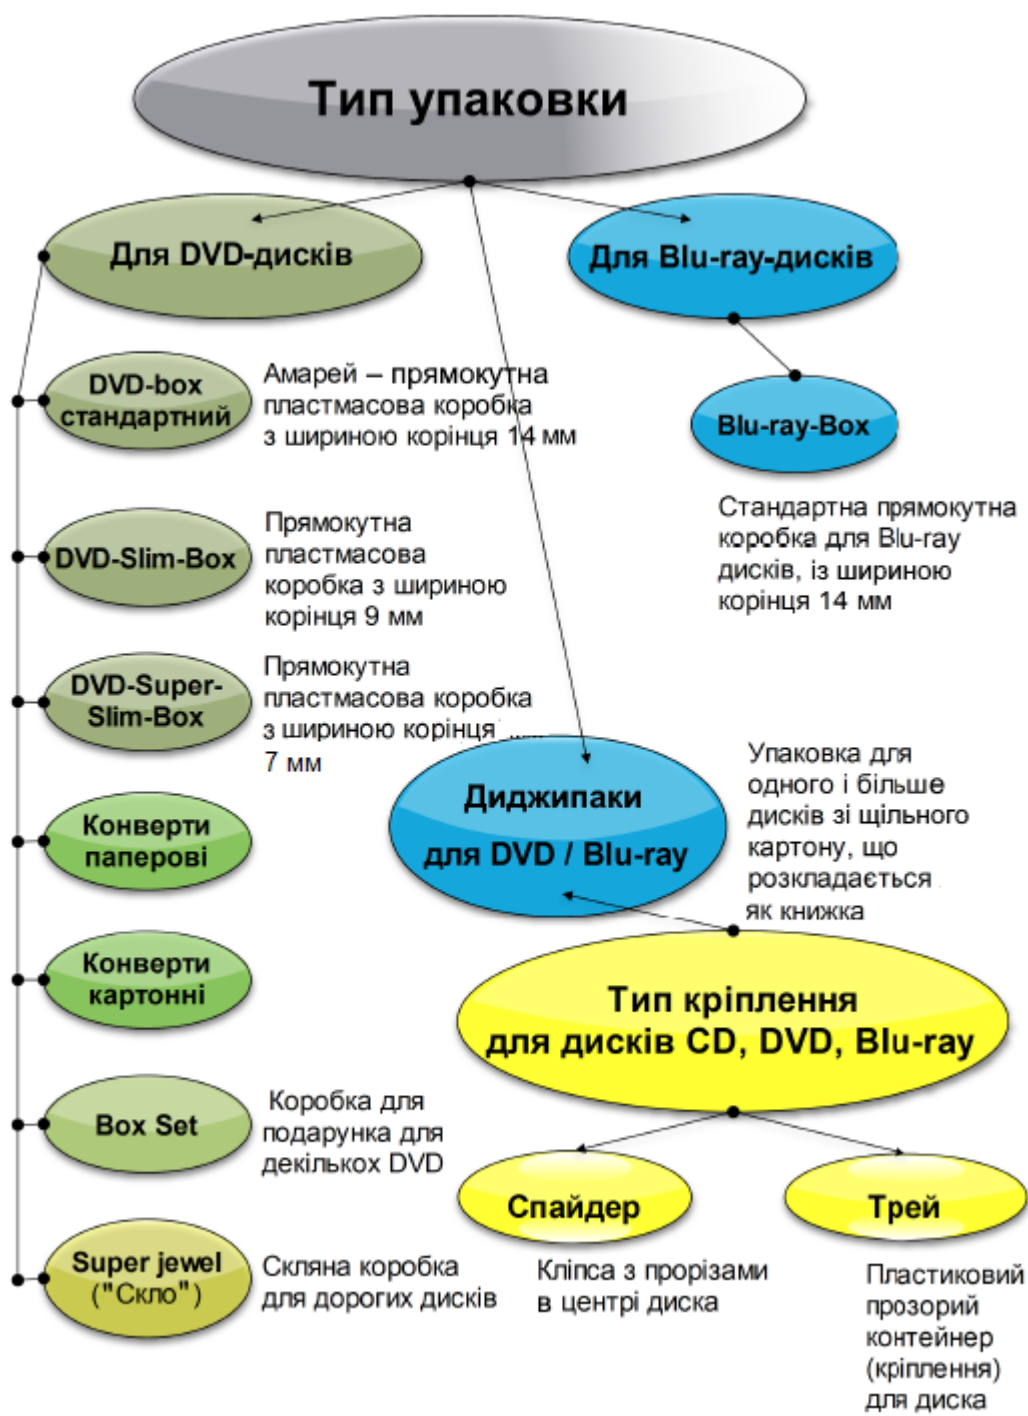 Тип упаковки
Для DVD-дисків
Для Blu-ray-дисків
DVD-box
стандартний
Амарей – прямокутна
пластмасова коробка
з шириною корінця 14 мм
Blu-ray-Box
Стандартна прямокутна
коробка для Blu-ray
дисків, із шириною
корінця 14 мм
DVD-Slim-Box
Прямокутна
пластмасова
коробка з шириною
корінця 9 мм
DVD-Super-
Slim-Box
Прямокутна
пластмасова коробка
з шириною корінця
7 мм
Диджипаки
для DVD / Blu-ray
Упаковка для
одного і більше
дисків зі щільного
картону, що
розкладається
як книжка
Конверти
паперові
Конверти
картонні
Тип кріплення
для дисків CD, DVD, Blu-ray
Box Set
Коробка для
подарунка для
декількох DVD
Спайдер
Кліпса з прорізами
в центрі диска
Трей
Пластиковий
прозорий
контейнер
(кріплення)
для диска
Super jewel
("Скло")
Скляна коробка
для дорогих дисків